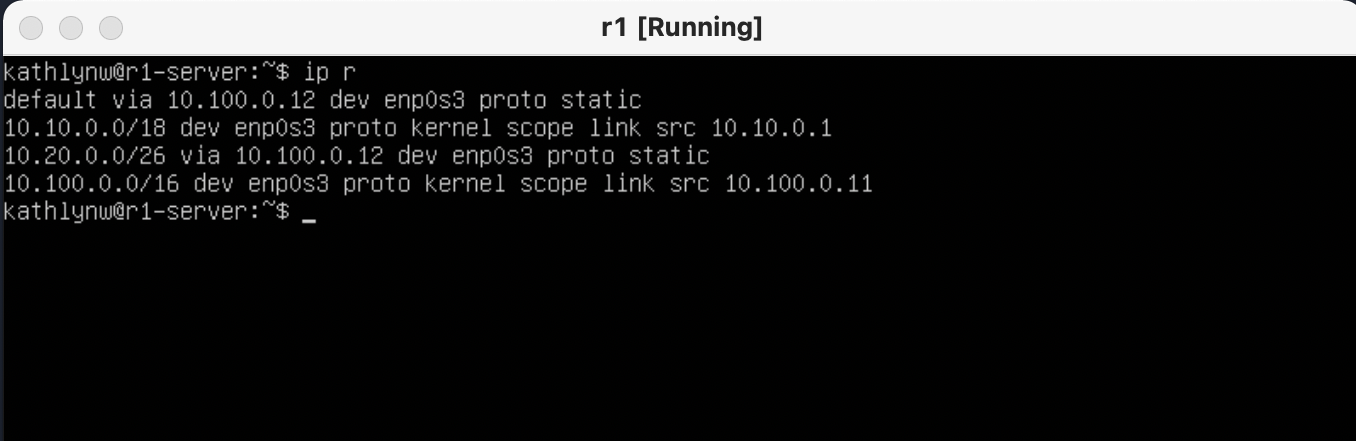 r1 [Running]
kathlynw@r1-server:~$ ip r
default via 10.100.0.12 dev enp0s3 proto static
10.10.0.0/18 dev enp0s3 proto kernel scope link src 10.10.0.1
10.20.0.0/26 via 10.100.0.12 dev enp0s3 proto static
10.100.0.0/16 dev enp0s3 proto kernel scope link src 10.100.0.11
kathlynw@r1-server:~$ _